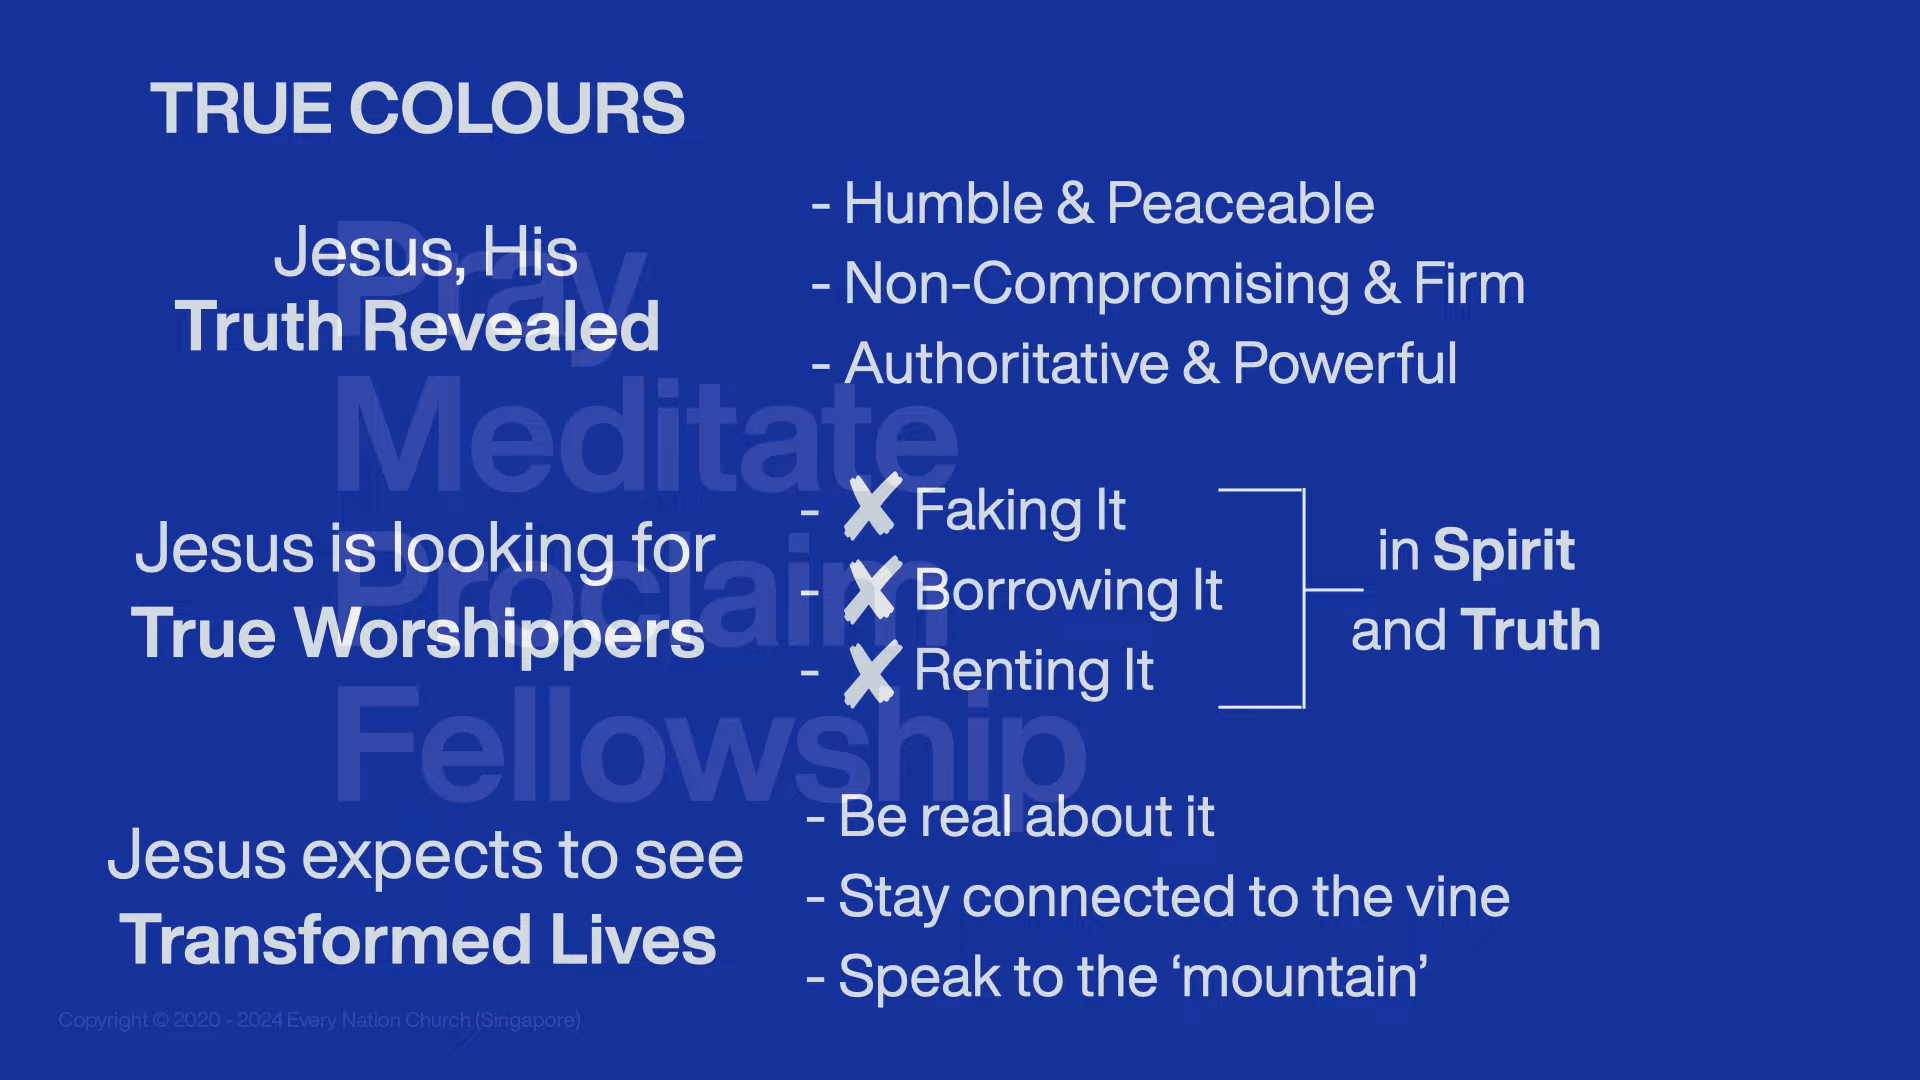 TRUE COLOURS
Jesus, His
Truth Revealed
- Humble & Peaceable
- Non-Compromising & Firm
- Authoritative & Powerful
Jesus is looking for
True Worshippers
- ✘ Faking It
- ✘ Borrowing It
- ✘ Renting It
in Spirit
and Truth
Jesus expects to see
Transformed Lives
- Be real about it
- Stay connected to the vine
- Speak to the ‘mountain’
Pray
Meditate
Proclaim
Fellowship
Copyright © 2020 - 2024 Every Nation Church (Singapore)